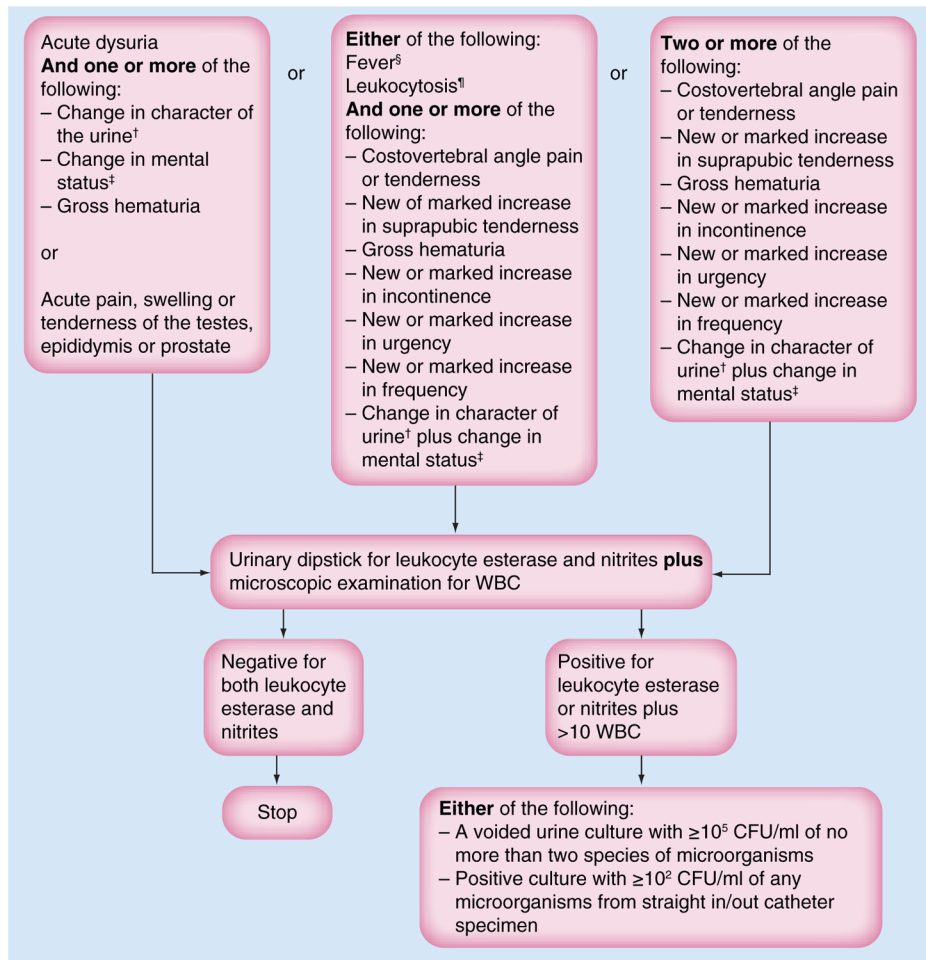 Acute dysuria
And one or more of the
following:
– Change in character of
the urine†
– Change in mental
status‡
– Gross hematuria
or
Acute pain, swelling or
tenderness of the testes,
epididymis or prostate
or
Either of the following:
Fever§
Leukocytosis¶
And one or more of the
following:
– Costovertebral angle pain
or tenderness
– New of marked increase
in suprapubic tenderness
– Gross hematuria
– New or marked increase
in incontinence
– New or marked increase
in urgency
– New or marked increase
in frequency
– Change in character of
urine† plus change in
mental status‡
or
Two or more of the
following:
– Costovertebral angle pain
or tenderness
– New or marked increase
in suprapubic tenderness
– Gross hematuria
– New or marked increase
in incontinence
– New or marked increase
in urgency
– New or marked increase
in frequency
– Change in character of
urine† plus change in
mental status‡
Urinary dipstick for leukocyte esterase and nitrites plus
microscopic examination for WBC
Negative for
both leukocyte
esterase and
nitrites
Stop
Positive for
leukocyte esterase
or nitrites plus
>10 WBC
Either of the following:
– A voided urine culture with ≥10⁵ CFU/ml of no
more than two species of microorganisms
– Positive culture with ≥10² CFU/ml of any
microorganisms from straight in/out catheter
specimen